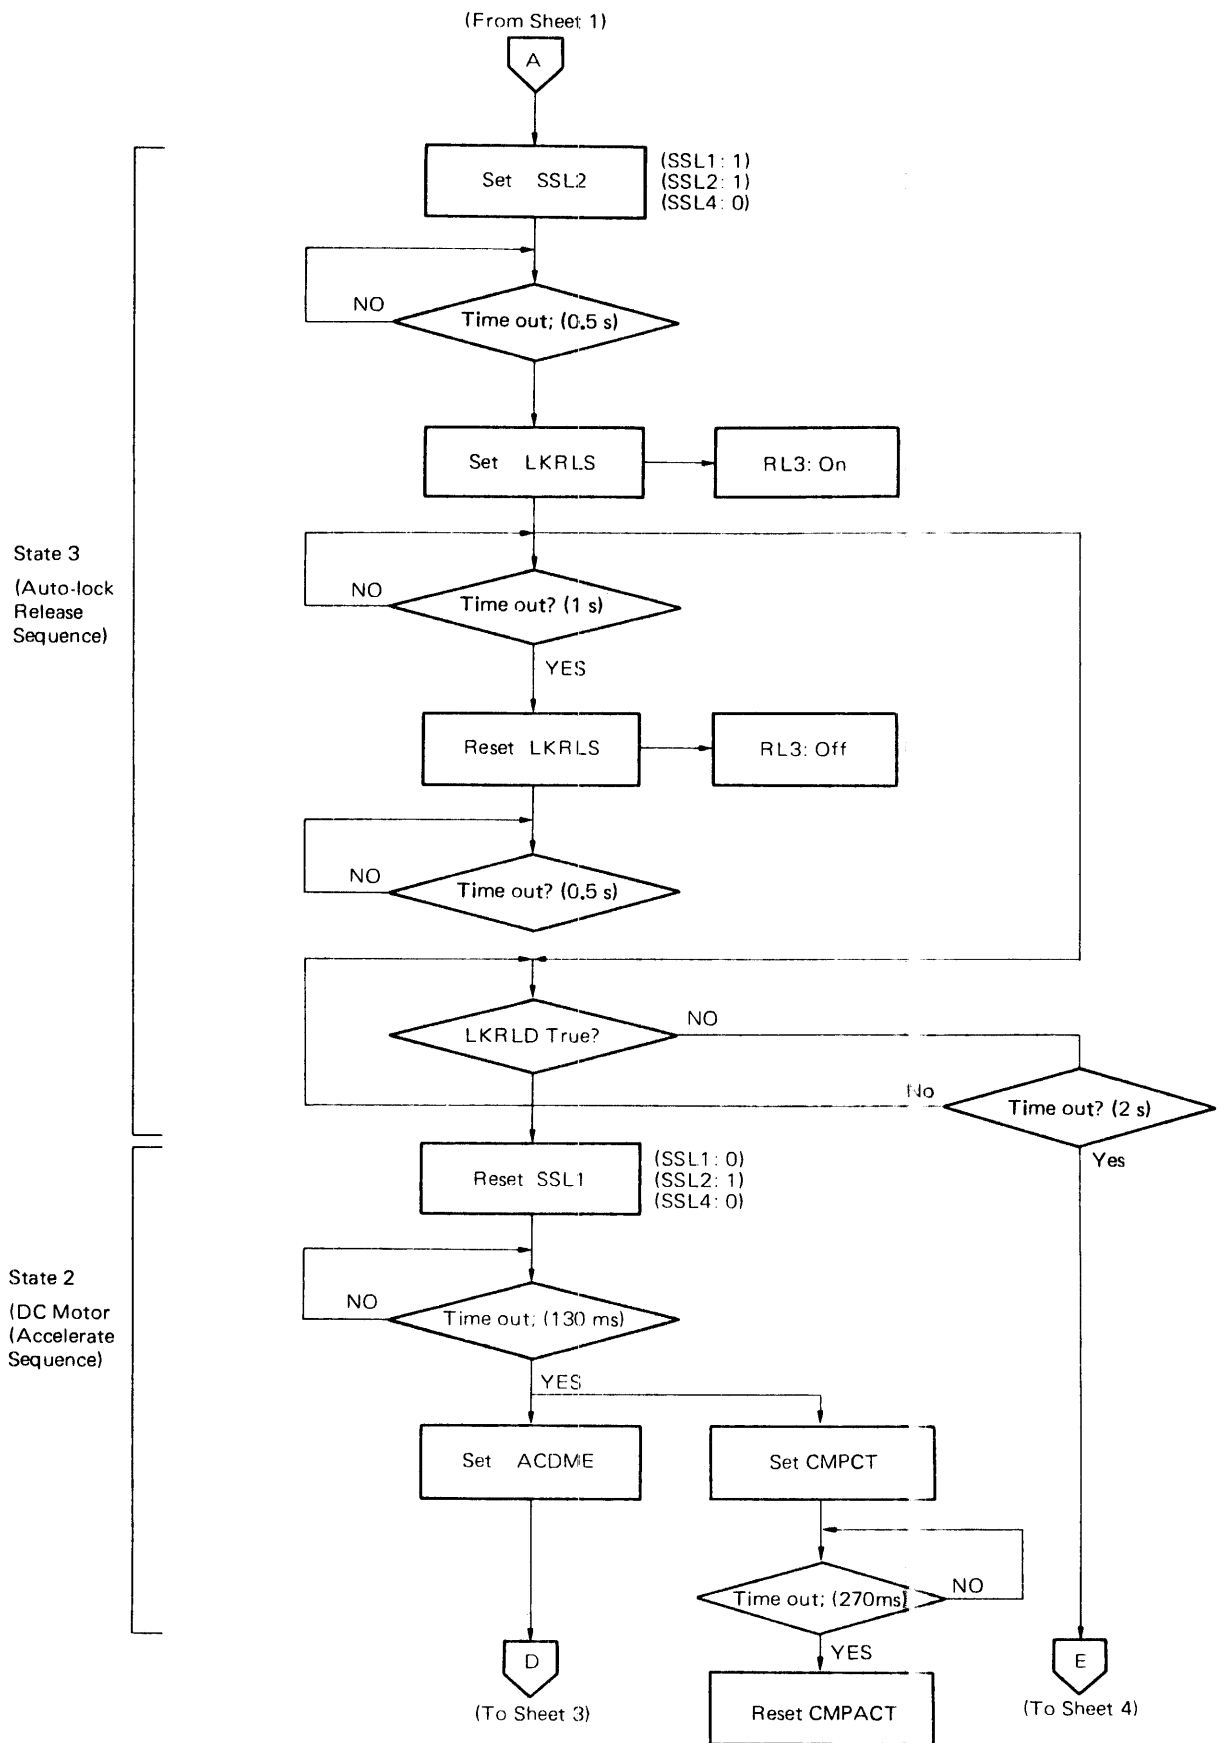 (From Sheet 1)
A
Set SSL2
(SSL1: 1)
(SSL2: 1)
(SSL4: 0)
NO
Time out; (0.5 s)
Set LKRLS
RL3: On
State 3
(Auto-lock
Release
Sequence)
NO
Time out? (1 s)
YES
Reset LKRLS
RL3: Off
NO
Time out? (0.5 s)
LKRLD True?
NO
No
Time out? (2 s)
Yes
Reset SSL1
(SSL1: 0)
(SSL2: 1)
(SSL4: 0)
State 2
(DC Motor
(Accelerate
Sequence)
NO
Time out; (130 ms)
YES
Set ACDME
Set CMPCT
Time out; (270ms)
NO
YES
D
(To Sheet 3)
Reset CMPACT
E
(To Sheet 4)